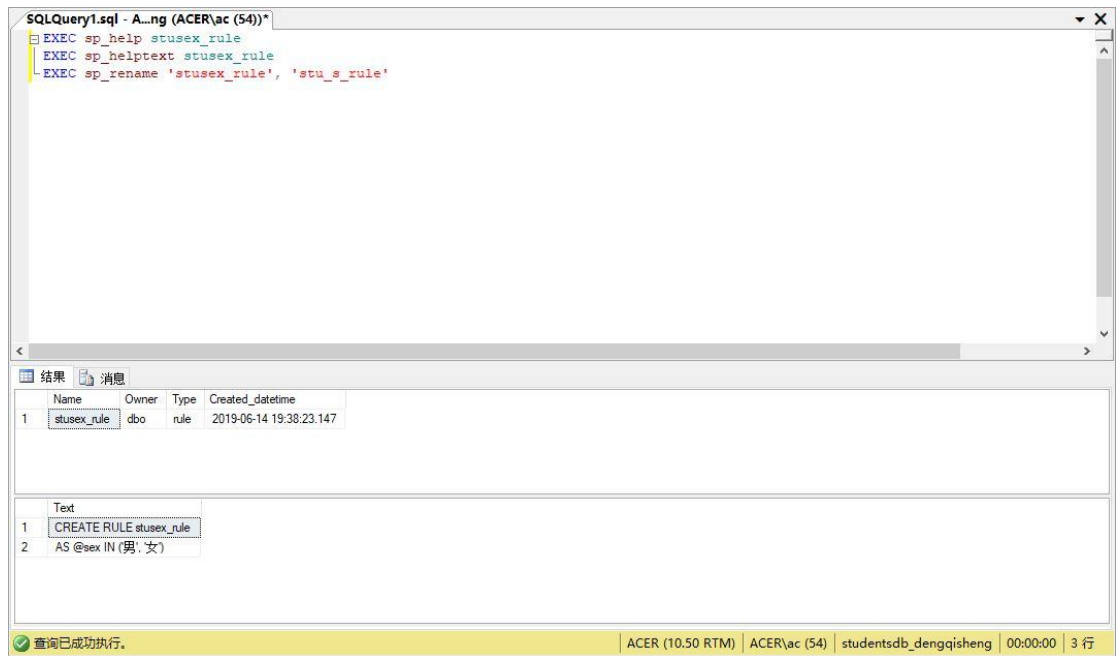 SQLQuery1.sql - A...ng (ACER\ac (54))*
EXEC sp_help stusex_rule
EXEC sp_helptext stusex_rule
EXEC sp_rename 'stusex_rule', 'stu_s_rule'
结果 消息
Name Owner Type Created_datetime
1 stusex_rule dbo rule 2019-06-14 19:38:23.147
Text
1 CREATE RULE stusex_rule
2 AS @sex IN ('男', '女')
查询已成功执行。 ACER (10.50 RTM) ACER\ac (54) studentsdb_dengqisheng 00:00:00 3 行